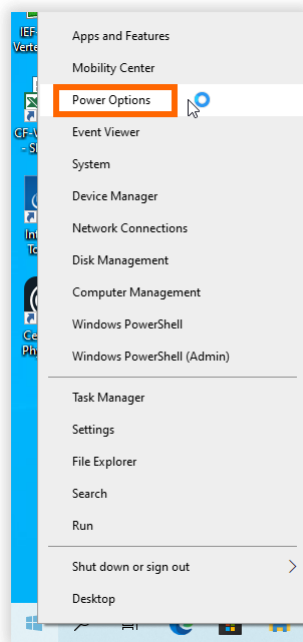 Apps and Features
Mobility Center
Power Options
Event Viewer
System
Device Manager
Network Connections
Disk Management
Computer Management
Windows PowerShell
Windows PowerShell (Admin)
Task Manager
Settings
File Explorer
Search
Run
Shut down or sign out
Desktop